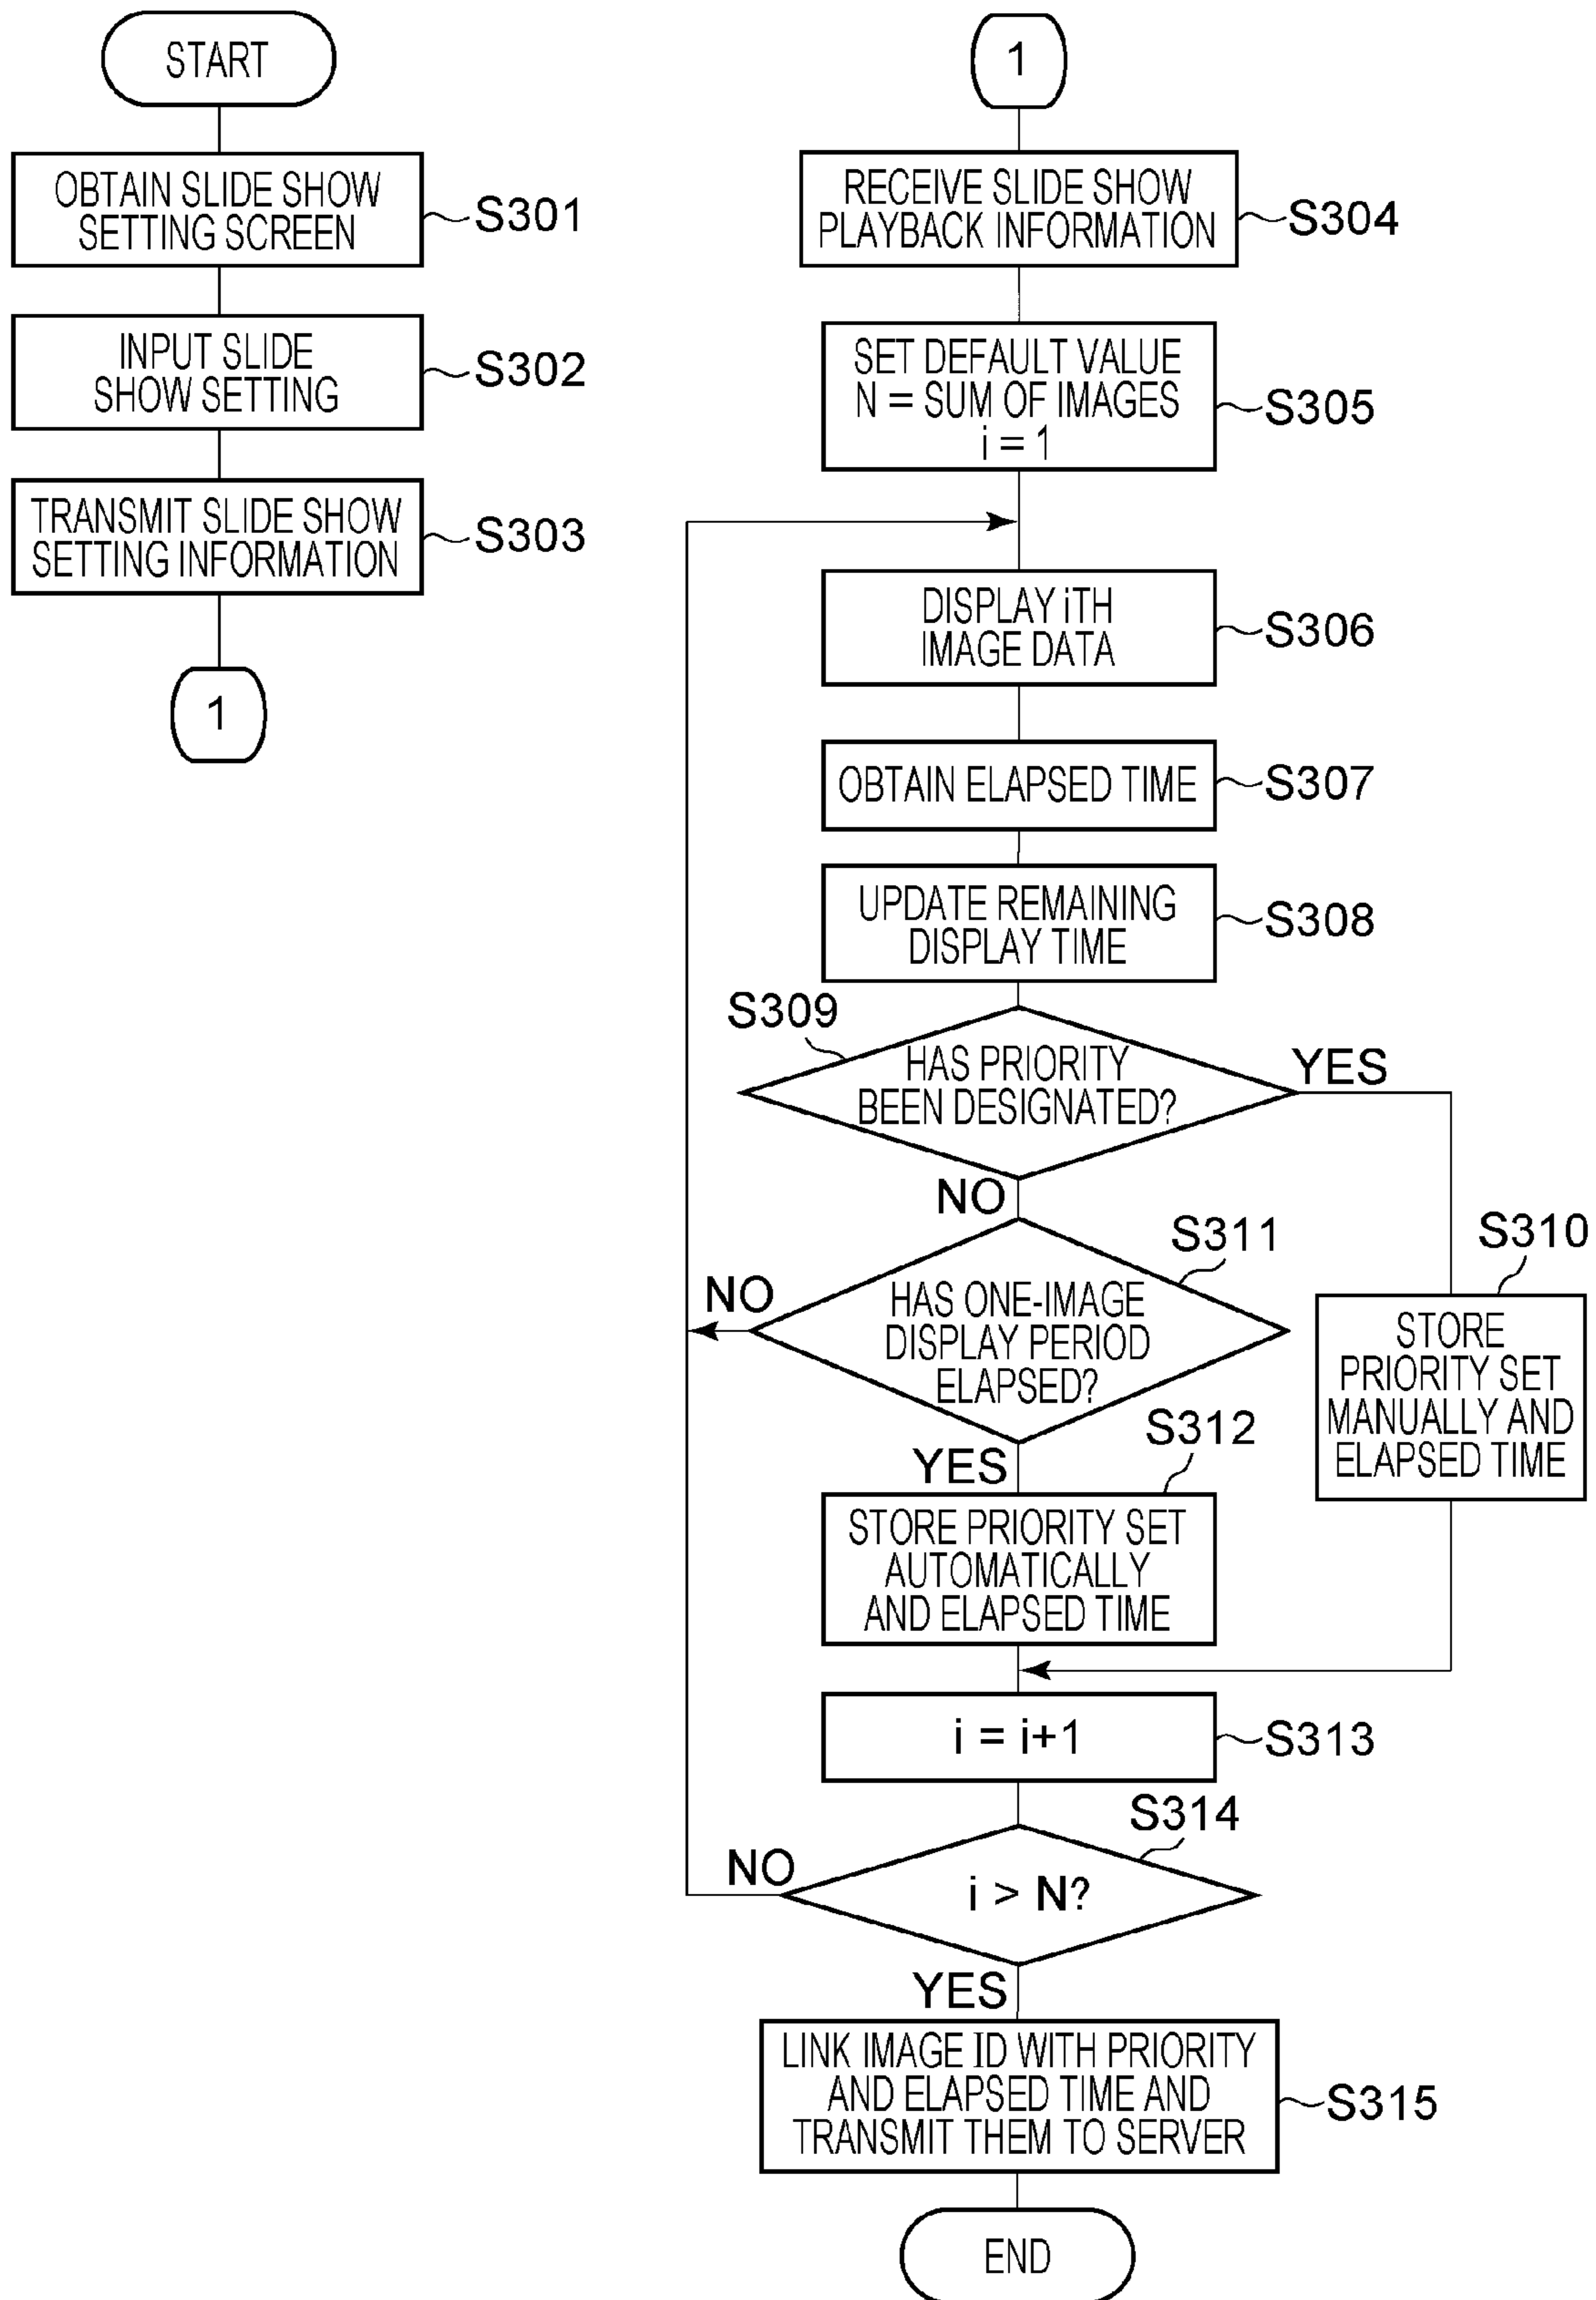 START
OBTAIN SLIDE SHOW
SETTING SCREEN
S301
INPUT SLIDE
SHOW SETTING
S302
TRANSMIT SLIDE SHOW
SETTING INFORMATION
S303
1
1
RECEIVE SLIDE SHOW
PLAYBACK INFORMATION
S304
SET DEFAULT VALUE
N = SUM OF IMAGES
i = 1
S305
DISPLAY iTH
IMAGE DATA
S306
OBTAIN ELAPSED TIME
S307
UPDATE REMAINING
DISPLAY TIME
S308
S309
HAS PRIORITY
BEEN DESIGNATED?
YES
NO
S310
STORE
PRIORITY SET
MANUALLY AND
ELAPSED TIME
S311
HAS ONE-IMAGE
DISPLAY PERIOD
ELAPSED?
NO
YES
S312
STORE PRIORITY SET
AUTOMATICALLY
AND ELAPSED TIME
i = i+1
S313
S314
i > N?
NO
YES
LINK IMAGE ID WITH PRIORITY
AND ELAPSED TIME AND
TRANSMIT THEM TO SERVER
S315
END